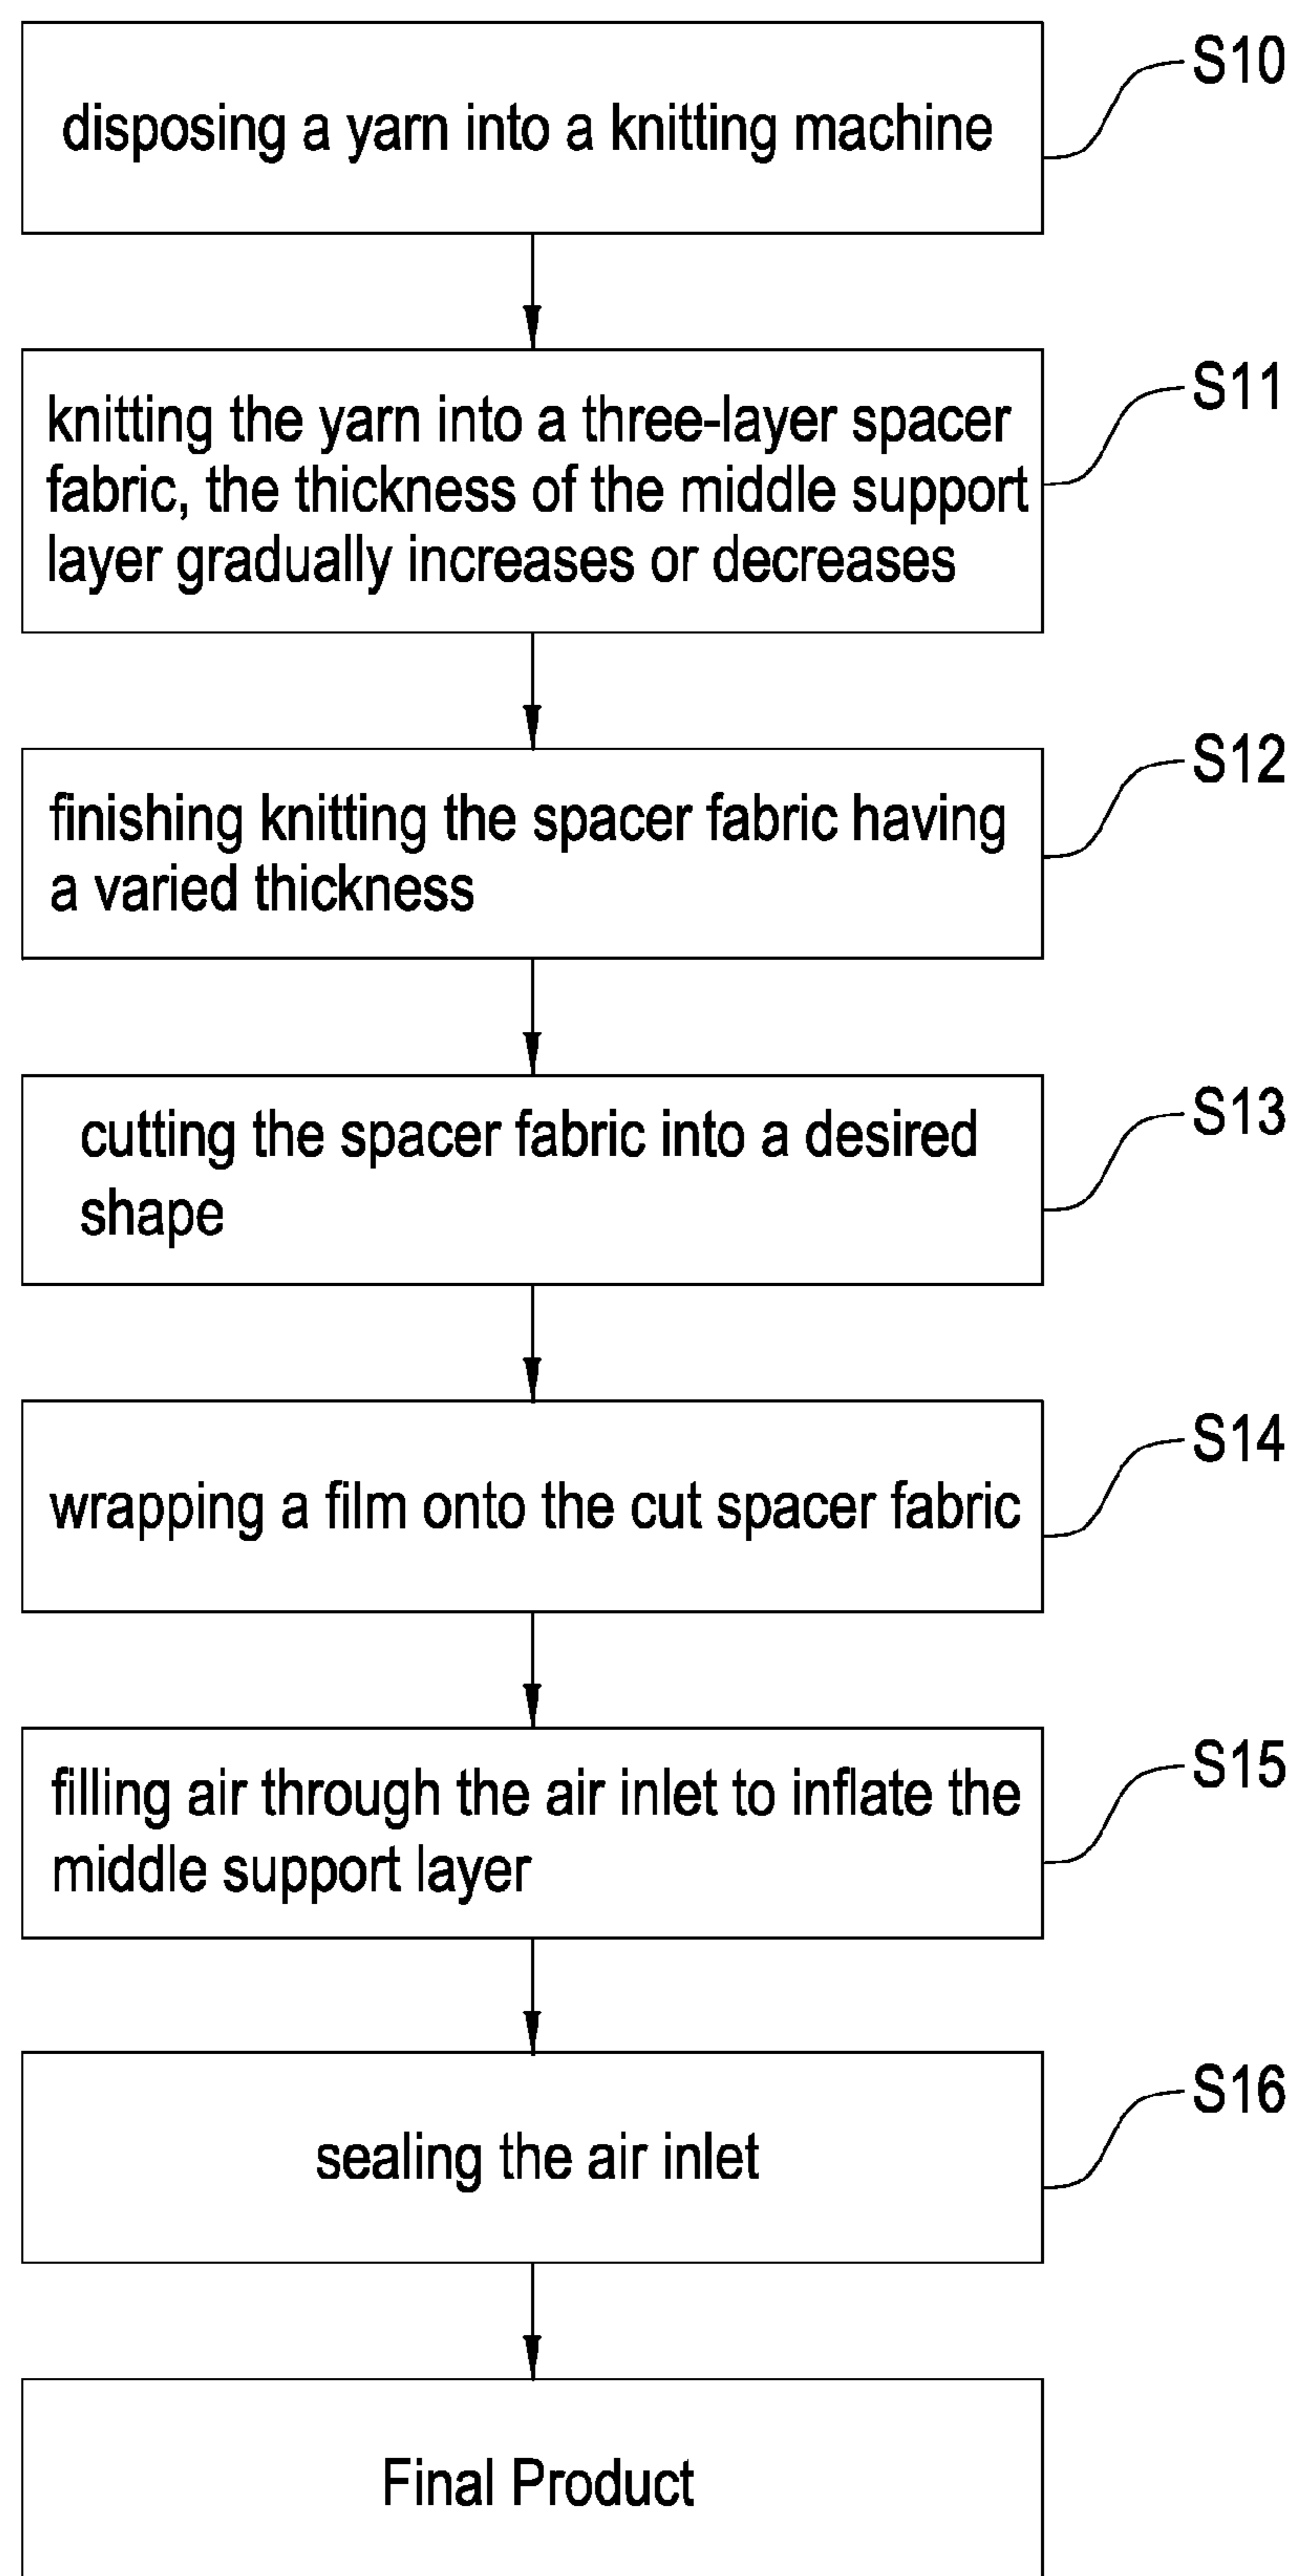 disposing a yarn into a knitting machine
S10
knitting the yarn into a three-layer spacer
fabric, the thickness of the middle support
layer gradually increases or decreases
S11
finishing knitting the spacer fabric having
a varied thickness
S12
cutting the spacer fabric into a desired
shape
S13
wrapping a film onto the cut spacer fabric
S14
filling air through the air inlet to inflate the
middle support layer
S15
sealing the air inlet
S16
Final Product